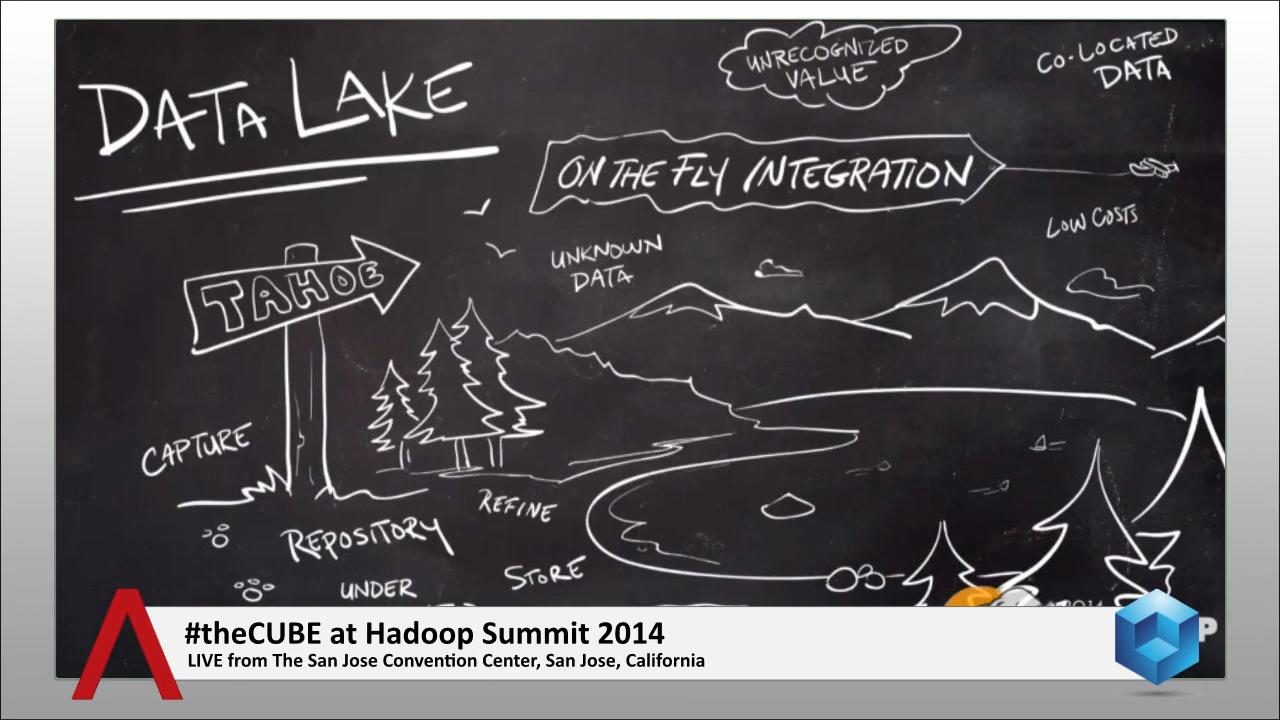 DATA LAKE
UNRECOGNIZED
VALUE
CO-LOCATED
DATA
ON THE FLY INTEGRATION
LOW COSTS
UNKNOWN
DATA
TAHOE
CAPTURE
REFINE
REPOSITORY
STORE
UNDER
#theCUBE at Hadoop Summit 2014
LIVE from The San Jose Convention Center, San Jose, California